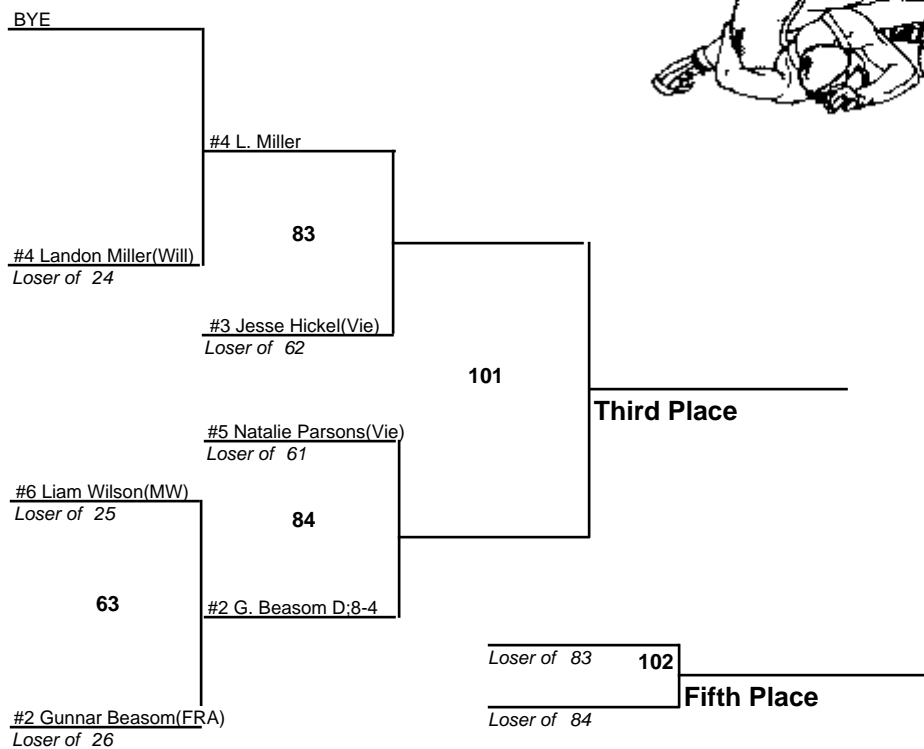 BYE
#4 L. Miller
83
#4 Landon Miller(Will)
Loser of 24
#3 Jesse Hickel(Vie)
Loser of 62
101
Third Place
#5 Natalie Parsons(Vie)
Loser of 61
#6 Liam Wilson(MW)
Loser of 25
84
63
#2 G. Beasom D;8-4
Loser of 83
102
Fifth Place
#2 Gunnar Beasom(FRA)
Loser of 26
Loser of 84